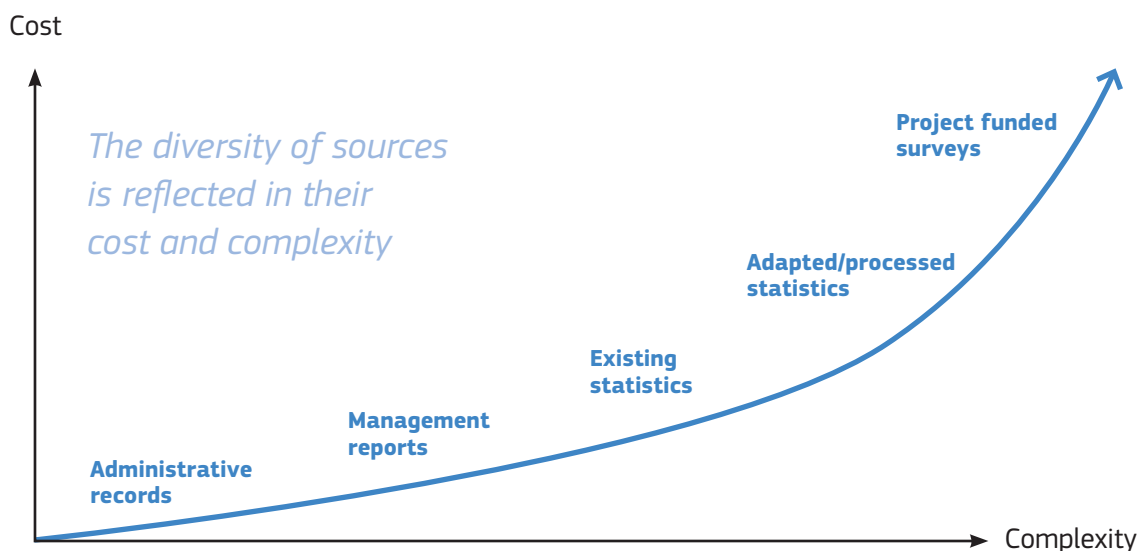 Cost
The diversity of sources
is reflected in their
cost and complexity
Project funded
surveys
Adapted/processed
statistics
Existing
statistics
Management
reports
Administrative
records
Complexity